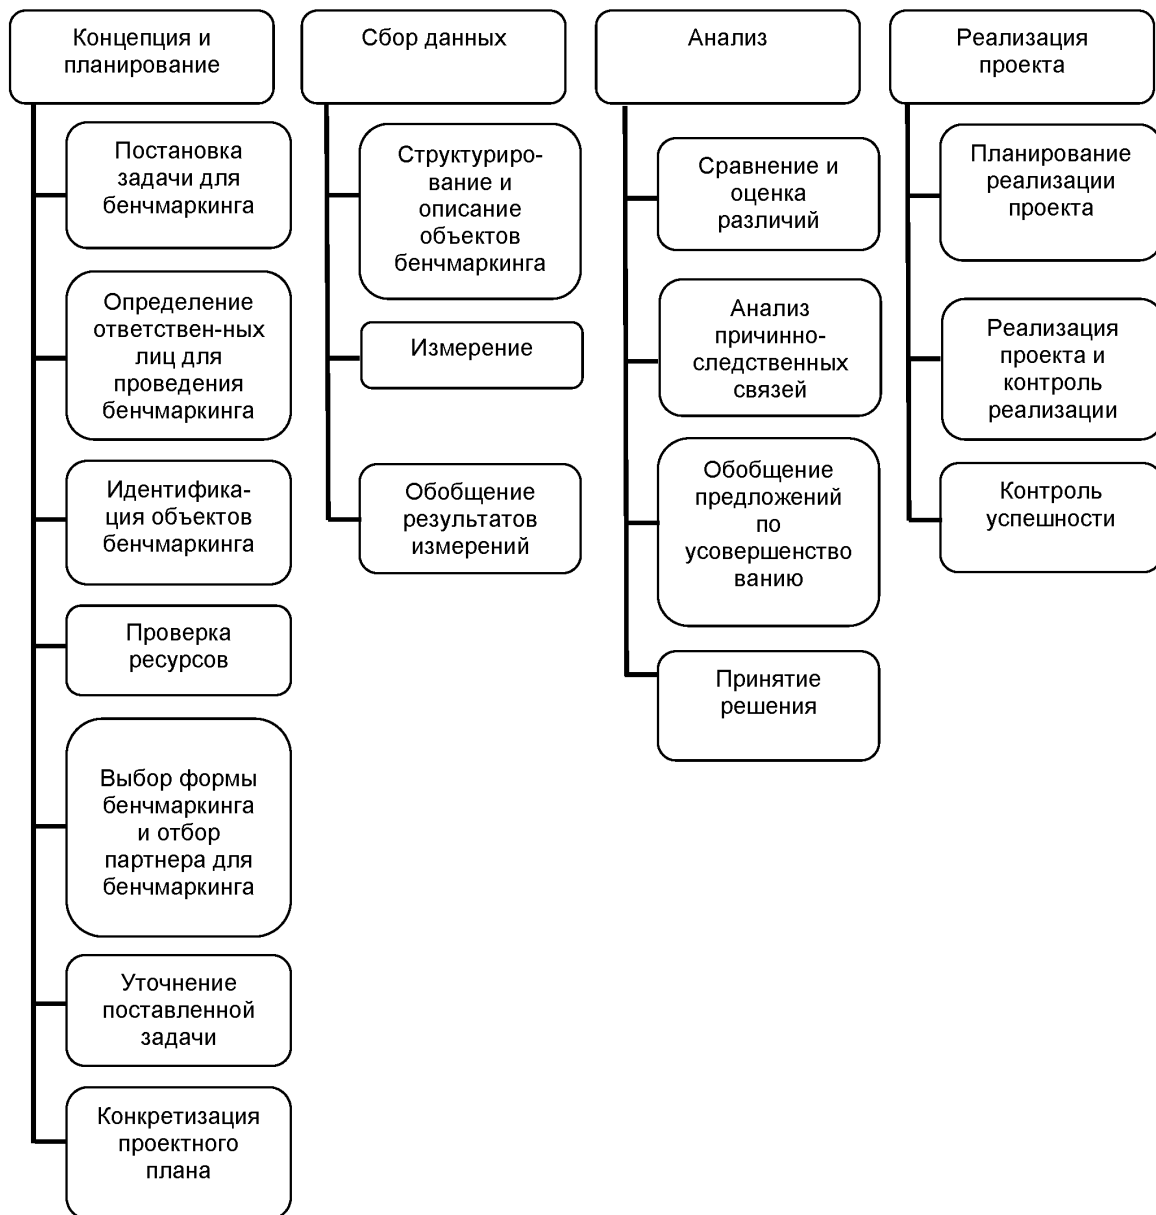 Концепция и
планирование
Постановка
задачи для
бенчмаркинга
Определение
ответствен-ных
лиц для
проведения
бенчмаркинга
Идентифика-
ция объектов
бенчмаркинга
Проверка
ресурсов
Выбор формы
бенчмаркинга
и отбор
партнера для
бенчмаркинга
Уточнение
поставленной
задачи
Конкретизация
проектного
плана
Сбор данных
Структуриро-
вание и
описание
объектов
бенчмаркинга
Измерение
Обобщение
результатов
измерений
Анализ
Сравнение и
оценка
различий
Анализ
причинно-
следственных
связей
Обобщение
предложений
по
усовершенство
ванию
Принятие
решения
Реализация
проекта
Планирование
реализации
проекта
Реализация
проекта и
контроль
реализации
Контроль
успешности